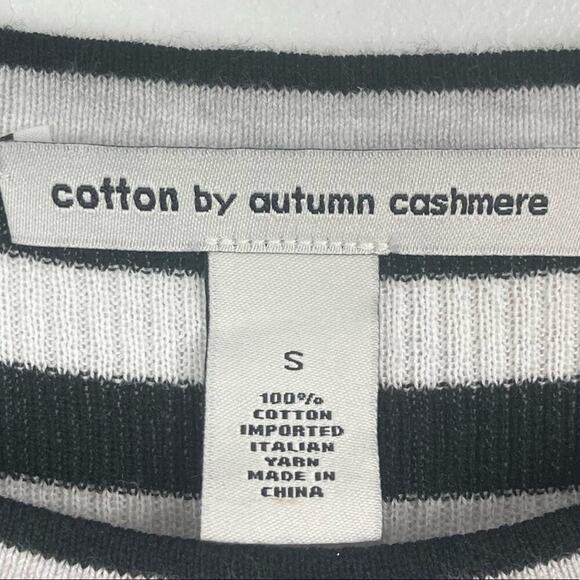 cotton by autumn cashmere
S
100%
COTTON
IMPORTED
ITALIAN
YARN
MADE IN
CHINA